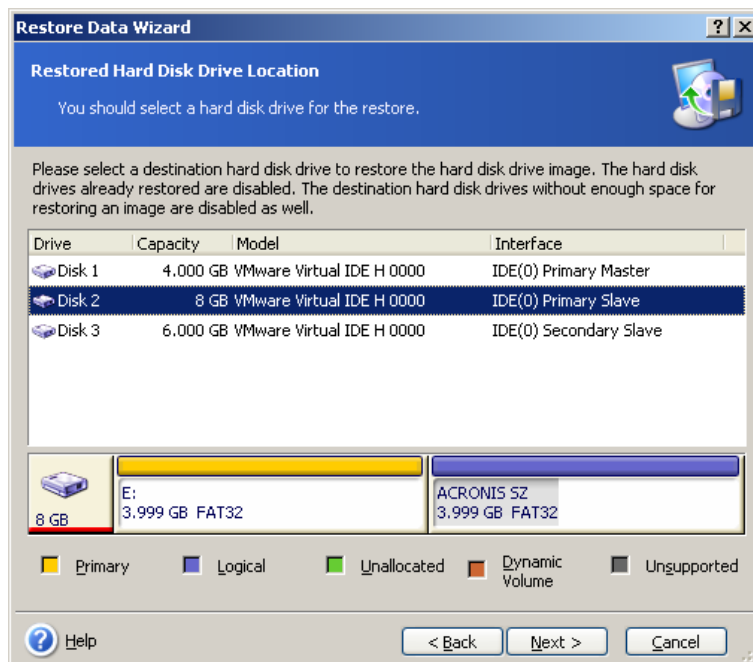 Restore Data Wizard
Restored Hard Disk Drive Location
You should select a hard disk drive for the restore.
Please select a destination hard disk drive to restore the hard disk drive image. The hard disk
drives already restored are disabled. The destination hard disk drives without enough space for
restoring an image are disabled as well.
Drive Capacity Model Interface
Disk 1 4.000 GB VMware Virtual IDE H 0000 IDE(0) Primary Master
Disk 2 8 GB VMware Virtual IDE H 0000 IDE(0) Primary Slave
Disk 3 6.000 GB VMware Virtual IDE H 0000 IDE(0) Secondary Slave
8 GB
E:
3.999 GB FAT32
ACRONIS SZ
3.999 GB FAT32
Primary Logical Unallocated Dynamic Volume Unsupported
Help < Back Next > Cancel